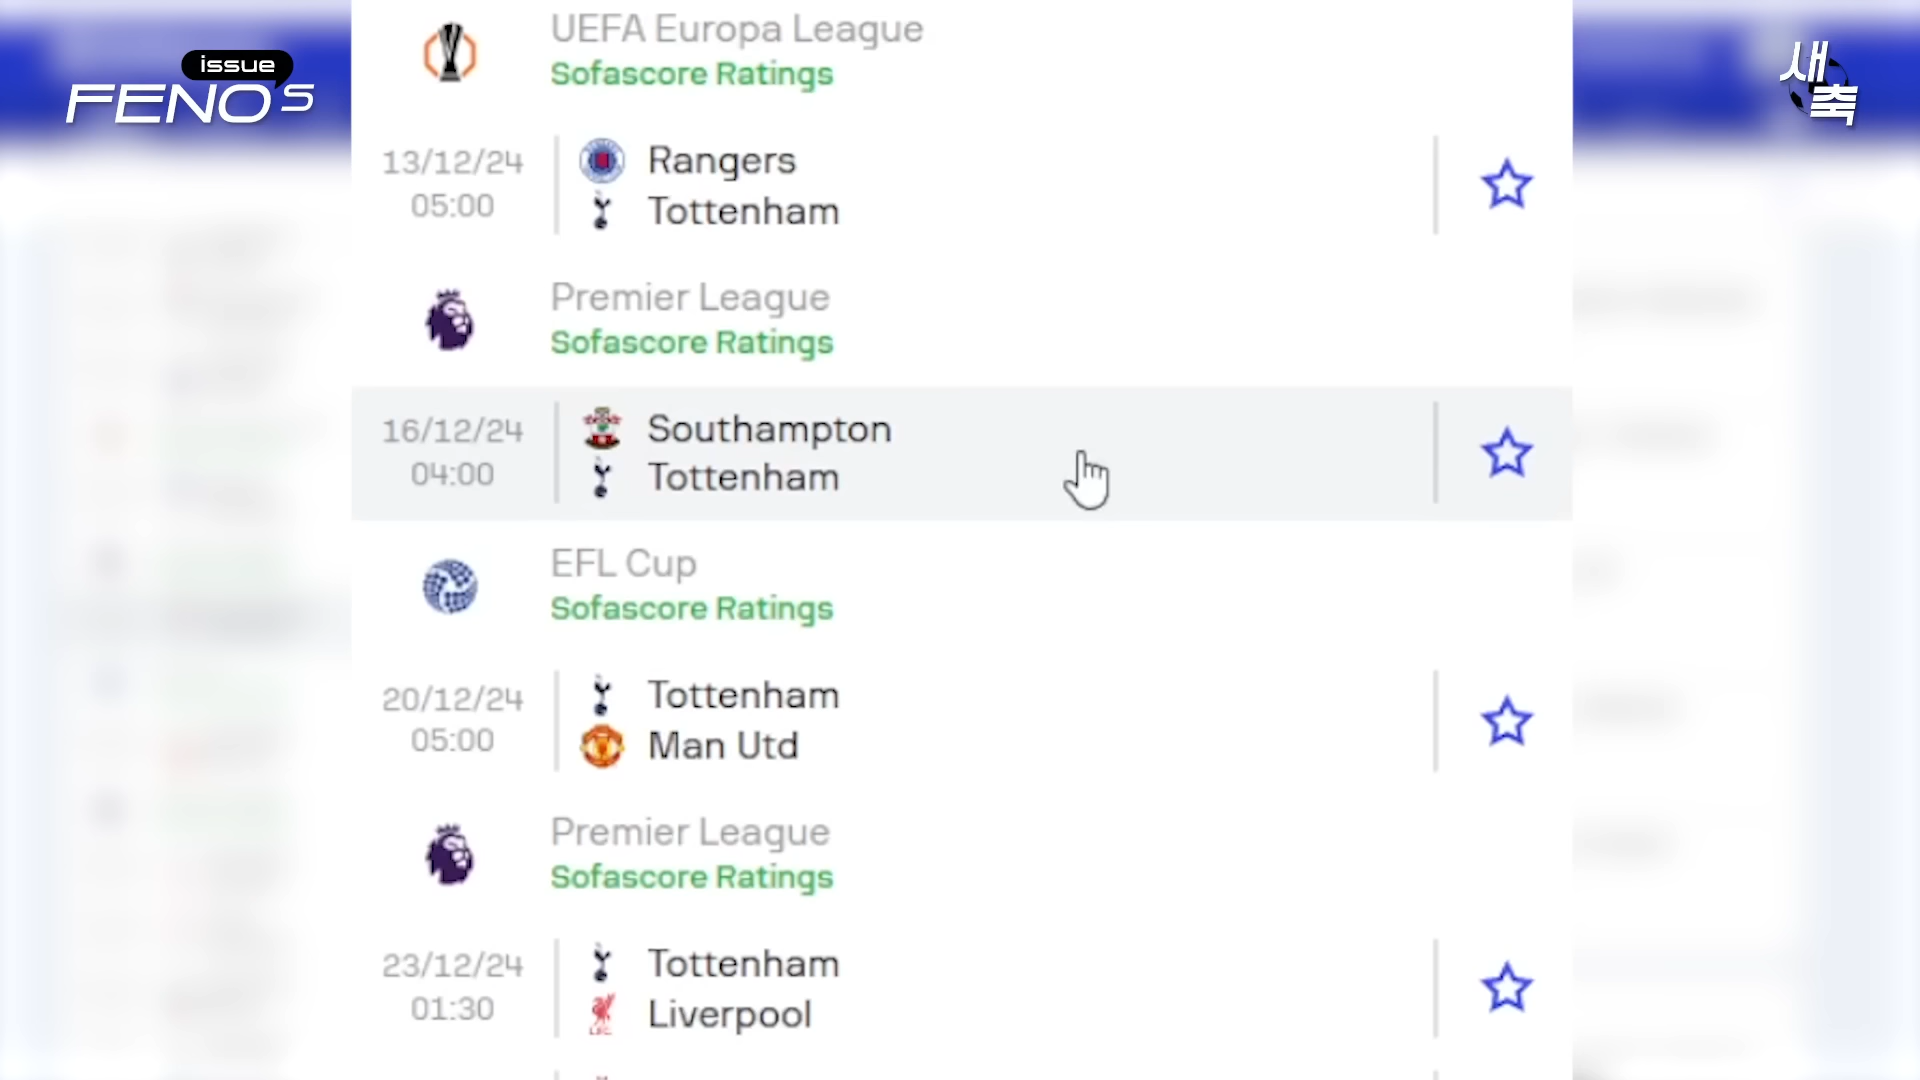 issue
FENO5
새
축
UEFA Europa League
Sofascore Ratings
13/12/24
05:00
Rangers
Tottenham
Premier League
Sofascore Ratings
16/12/24
04:00
Southampton
Tottenham
EFL Cup
Sofascore Ratings
20/12/24
05:00
Tottenham
Man Utd
Premier League
Sofascore Ratings
23/12/24
01:30
Tottenham
Liverpool